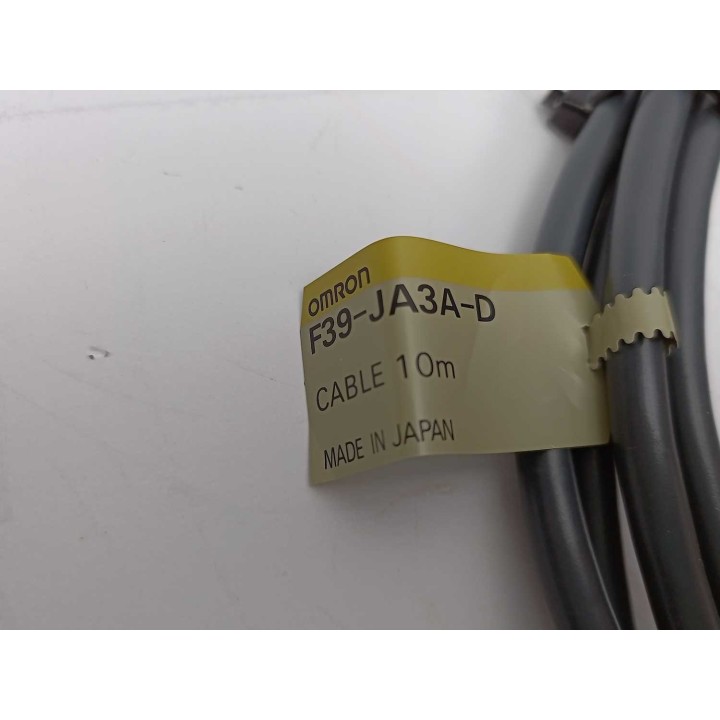 OMRON
F39-JA3A-D
CABLE 10m
MADE IN JAPAN